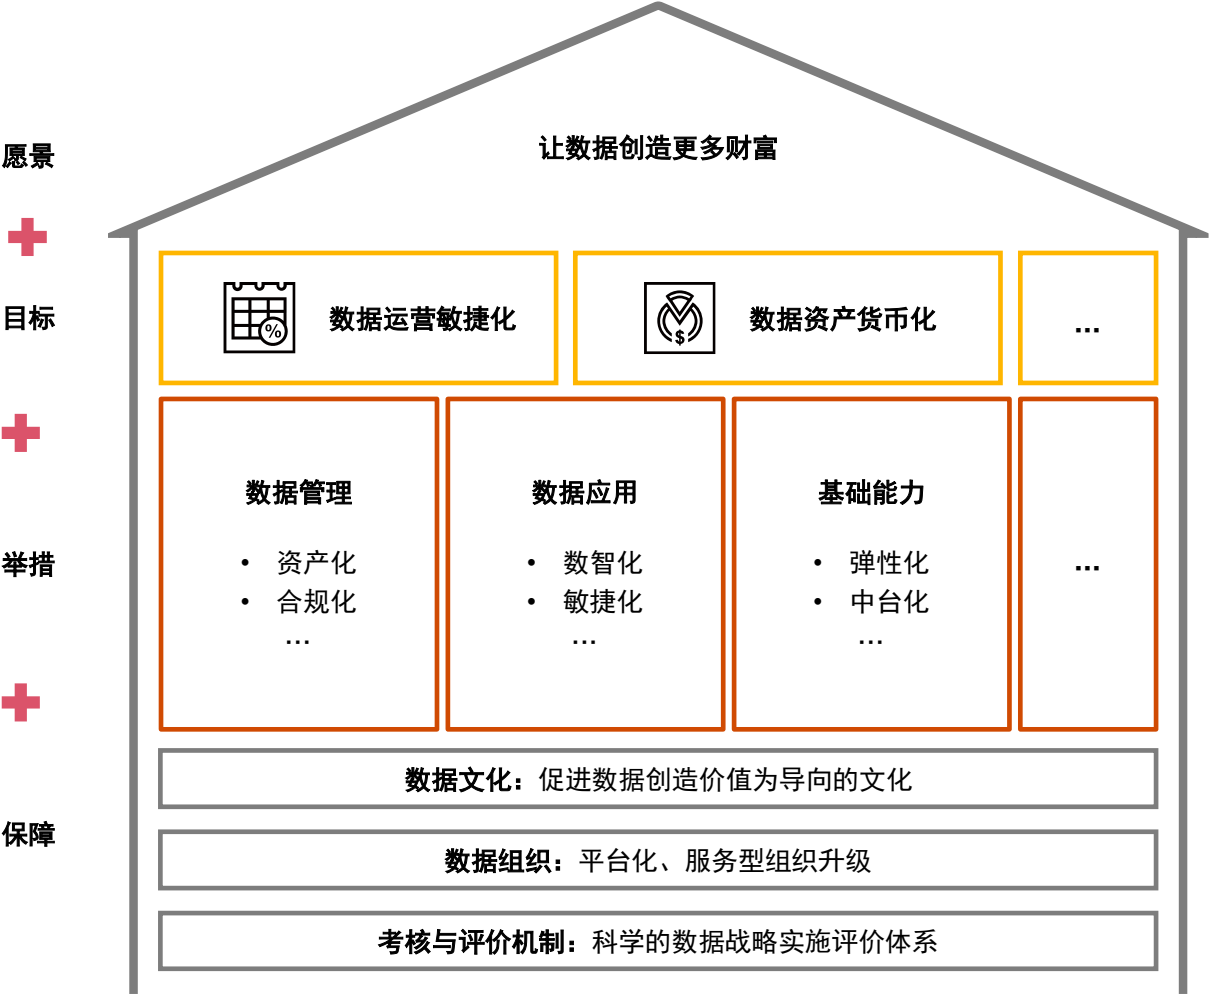 愿景
让数据创造更多财富
目标
数据运营敏捷化
%
数据资产货币化
$
...
举措
数据管理
• 资产化
• 合规化
...
数据应用
• 数智化
• 敏捷化
...
基础能力
• 弹性化
• 中台化
...
...
保障
数据文化：促进数据创造价值为导向的文化
数据组织：平台化、服务型组织升级
考核与评价机制：科学的数据战略实施评价体系